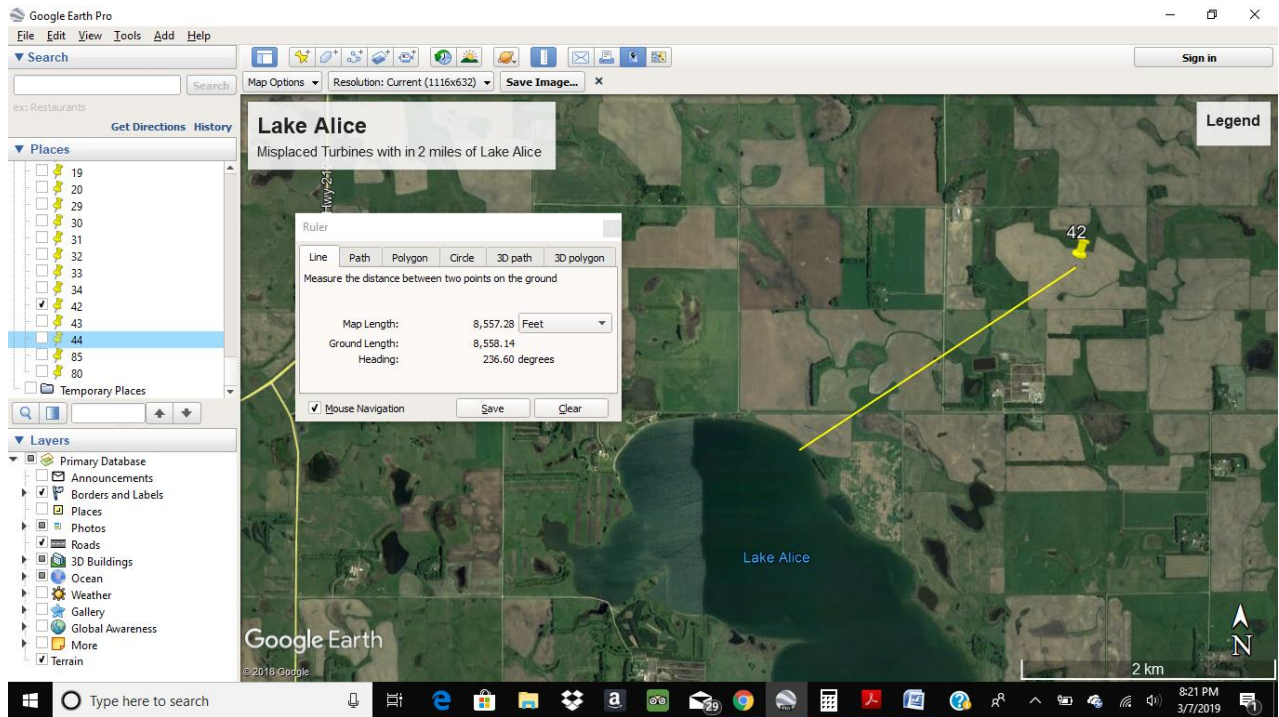 Google Earth Pro
File Edit View Tools Add Help
Search
Sign in
Search
Map Options Resolution: Current (1116x632) Save Image...
ex: Restaurants
Get Directions History
Places
19
20
29
30
31
32
33
34
42
43
44
85
80
Temporary Places
Layers
Primary Database
Announcements
Borders and Labels
Places
Photos
Roads
3D Buildings
Ocean
Weather
Gallery
Global Awareness
More
Terrain
Lake Alice
Misplaced Turbines with in 2 miles of Lake Alice
Legend
Ruler
Line Path Polygon Circle 3D path 3D polygon
Measure the distance between two points on the ground
Map Length: 8,557.28 Feet
Ground Length: 8,558.14
Heading: 236.60 degrees
Mouse Navigation Save Clear
42
Lake Alice
Google Earth
© 2018 Google
N
2 km
Type here to search
29
8:21 PM
3/7/2019